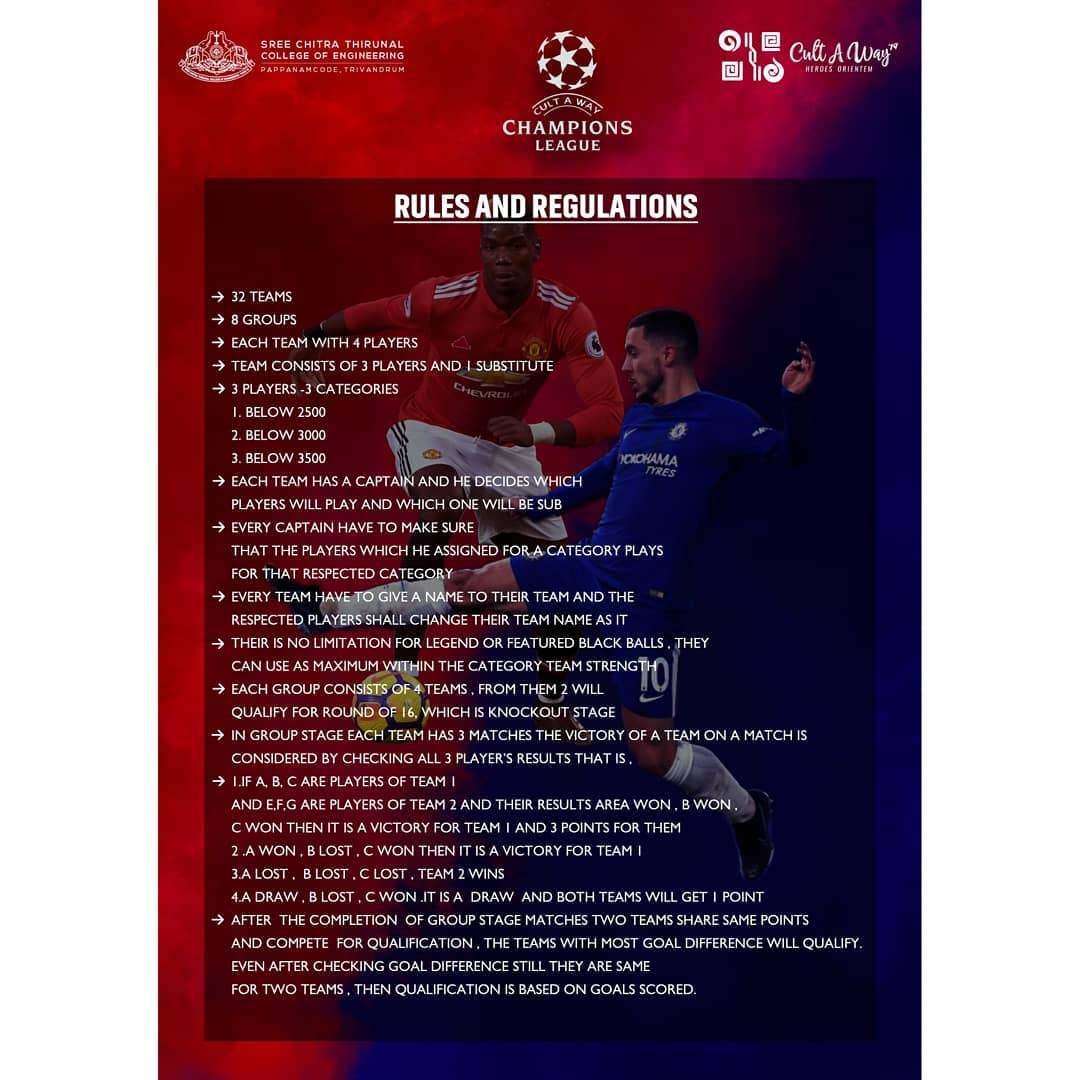 SREE CHITRA THIRUNAL
COLLEGE OF ENGINEERING
PAPPANAMCODE, TRIVANDRUM
CULT A WAY
CHAMPIONS
LEAGUE
Cult A Way'19
HEROES ORIENTEM
RULES AND REGULATIONS
→ 32 TEAMS
→ 8 GROUPS
→ EACH TEAM WITH 4 PLAYERS
→ TEAM CONSISTS OF 3 PLAYERS AND 1 SUBSTITUTE
→ 3 PLAYERS -3 CATEGORIES
1. BELOW 2500
2. BELOW 3000
3. BELOW 3500
→ EACH TEAM HAS A CAPTAIN AND HE DECIDES WHICH
PLAYERS WILL PLAY AND WHICH ONE WILL BE SUB
→ EVERY CAPTAIN HAVE TO MAKE SURE
THAT THE PLAYERS WHICH HE ASSIGNED FOR A CATEGORY PLAYS
FOR THAT RESPECTED CATEGORY
→ EVERY TEAM HAVE TO GIVE A NAME TO THEIR TEAM AND THE
RESPECTED PLAYERS SHALL CHANGE THEIR TEAM NAME AS IT
→ THEIR IS NO LIMITATION FOR LEGEND OR FEATURED BLACK BALLS , THEY
CAN USE AS MAXIMUM WITHIN THE CATEGORY TEAM STRENGTH
→ EACH GROUP CONSISTS OF 4 TEAMS , FROM THEM 2 WILL
QUALIFY FOR ROUND OF 16, WHICH IS KNOCKOUT STAGE
→ IN GROUP STAGE EACH TEAM HAS 3 MATCHES THE VICTORY OF A TEAM ON A MATCH IS
CONSIDERED BY CHECKING ALL 3 PLAYER'S RESULTS THAT IS ,
→ 1.IF A, B, C ARE PLAYERS OF TEAM 1
AND E,F,G ARE PLAYERS OF TEAM 2 AND THEIR RESULTS AREA WON , B WON ,
C WON THEN IT IS A VICTORY FOR TEAM 1 AND 3 POINTS FOR THEM
2 .A WON , B LOST , C WON THEN IT IS A VICTORY FOR TEAM 1
3.A LOST , B LOST , C LOST , TEAM 2 WINS
4.A DRAW , B LOST , C WON .IT IS A DRAW AND BOTH TEAMS WILL GET 1 POINT
→ AFTER THE COMPLETION OF GROUP STAGE MATCHES TWO TEAMS SHARE SAME POINTS
AND COMPETE FOR QUALIFICATION , THE TEAMS WITH MOST GOAL DIFFERENCE WILL QUALIFY.
EVEN AFTER CHECKING GOAL DIFFERENCE STILL THEY ARE SAME
FOR TWO TEAMS , THEN QUALIFICATION IS BASED ON GOALS SCORED.
CHEVROLET
YOKOHAMA
TYRES
10